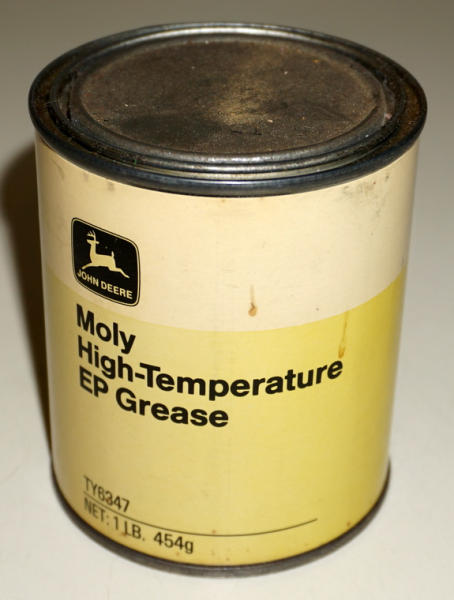 JOHN DEERE
Moly
High-Temperature
EP Grease
TY6347
NET: 1 LB. 454g